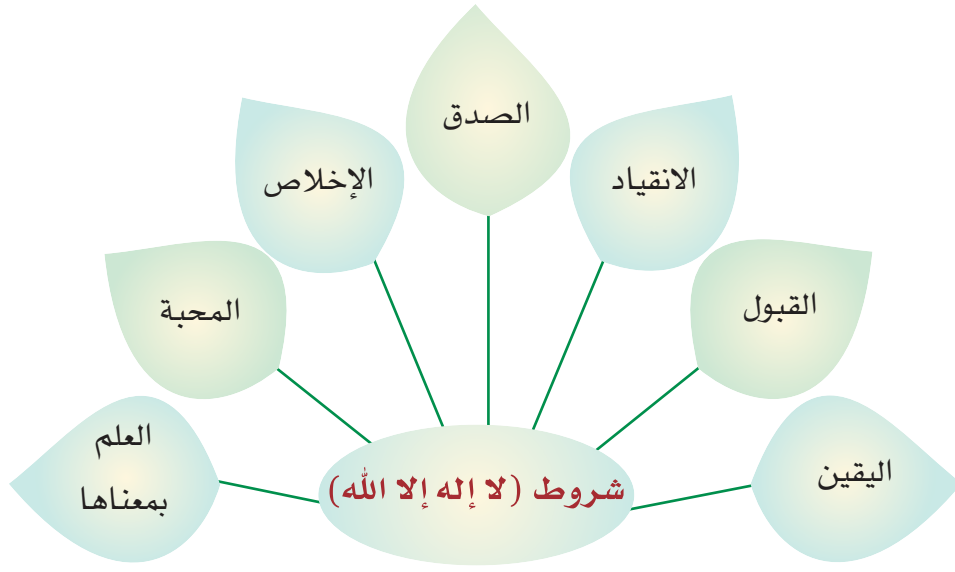 الصدق
الانقياد
الإخلاص
القبول
المحبة
اليقين
العلم
بمعناها
شروط (لا إله إلا الله)